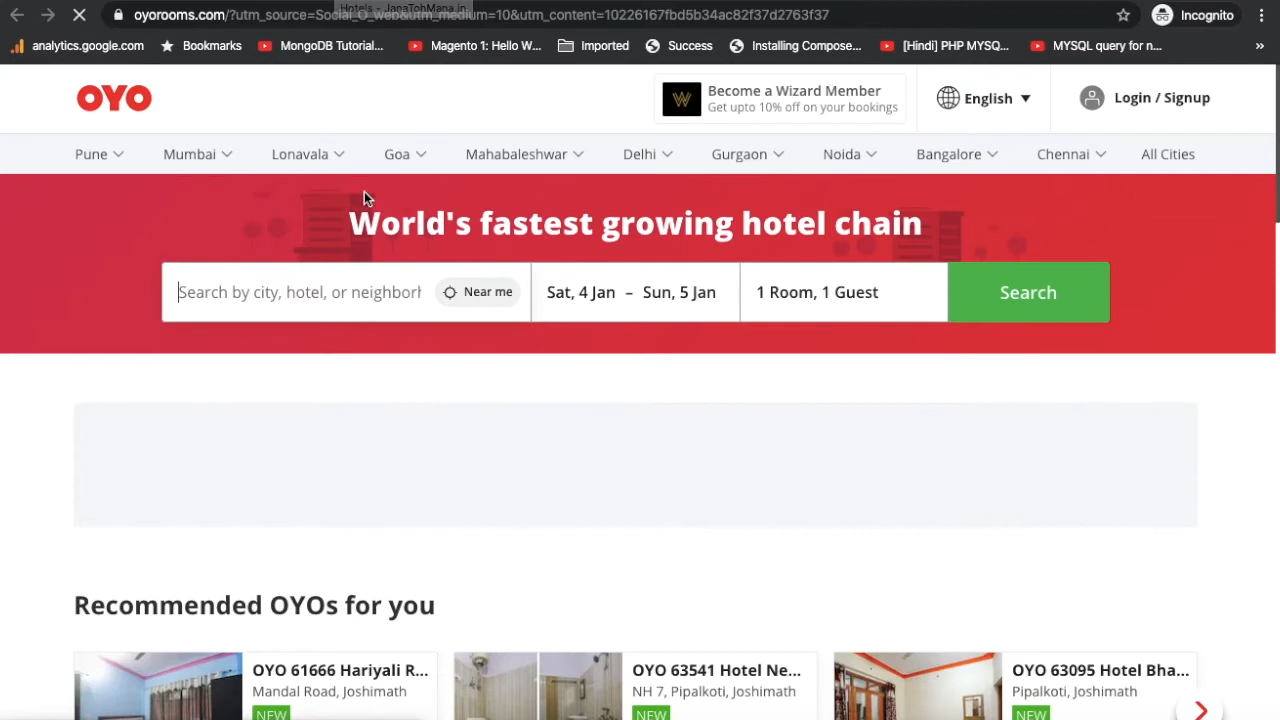 Hotels - JanaTohMana.in
oyorooms.com/?utm_source=Social_O_web&utm_medium=10&utm_content=10226167fbd5b34ac82f37d2763f37
Incognito
analytics.google.com
Bookmarks
MongoDB Tutorial...
Magento 1: Hello W...
Imported
Success
Installing Compose...
[Hindi] PHP MYSQ...
MYSQL query for n...
»
OYO
W
Become a Wizard Member
Get upto 10% off on your bookings
English
Login / Signup
Pune
Mumbai
Lonavala
Goa
Mahabaleshwar
Delhi
Gurgaon
Noida
Bangalore
Chennai
All Cities
World's fastest growing hotel chain
Search by city, hotel, or neighborh
Near me
Sat, 4 Jan – Sun, 5 Jan
1 Room, 1 Guest
Search
Recommended OYOs for you
OYO 61666 Hariyali R...
Mandal Road, Joshimath
NEW
OYO 63541 Hotel Ne...
NH 7, Pipalkoti, Joshimath
NEW
OYO 63095 Hotel Bha...
Pipalkoti, Joshimath
NEW